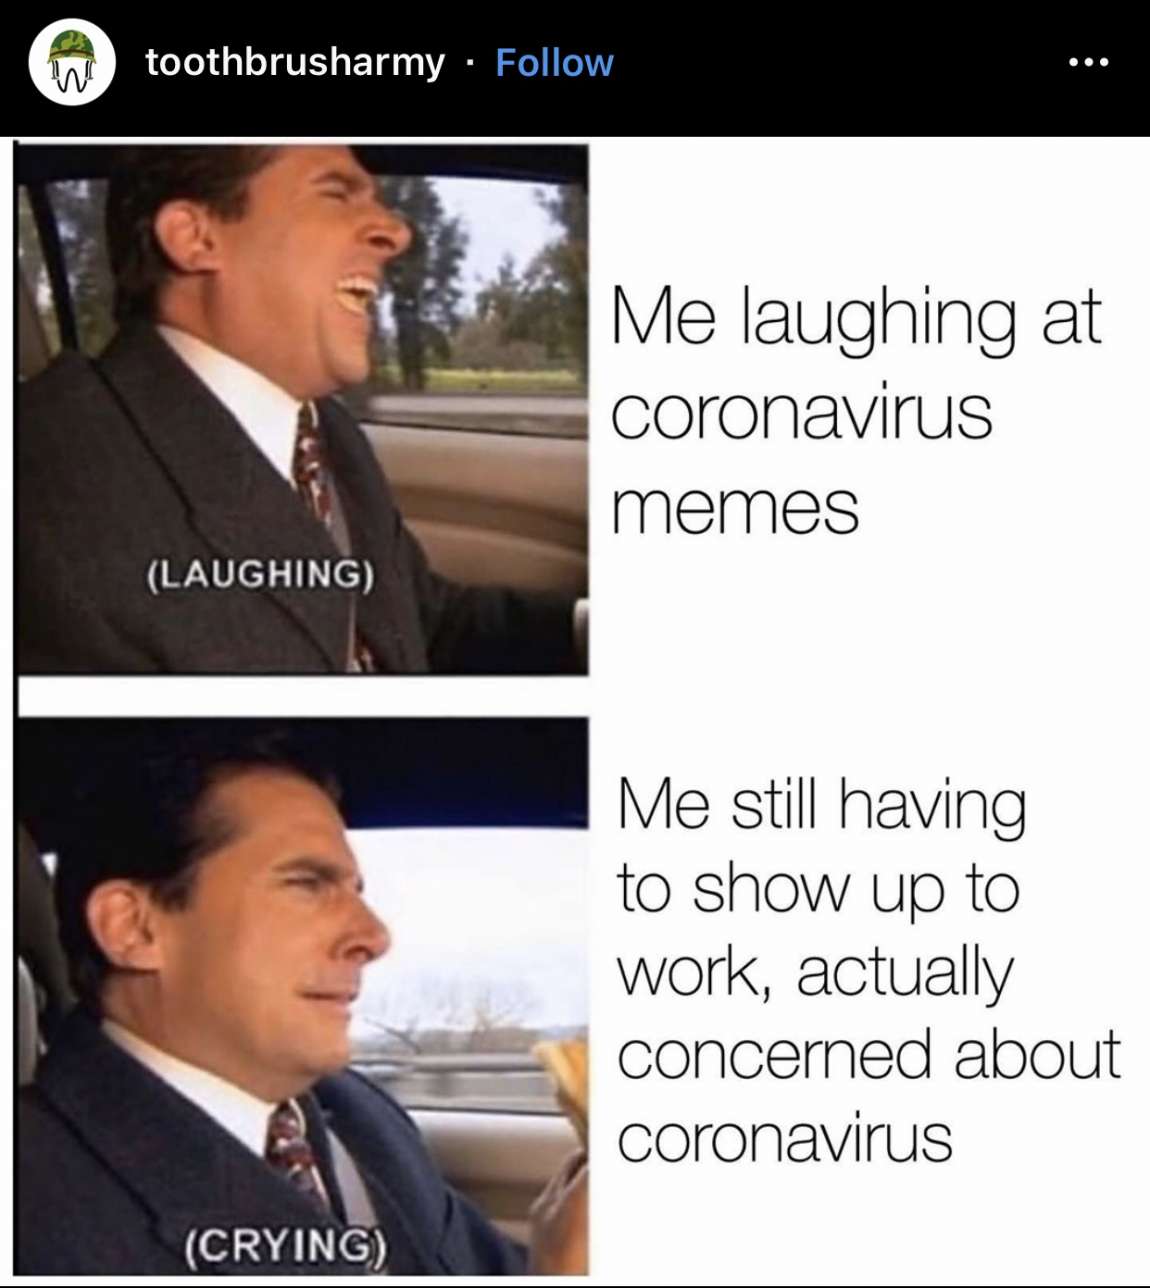 toothbrusharmy · Follow
Me laughing at
coronavirus
memes
(LAUGHING)
Me still having
to show up to
work, actually
concerned about
coronavirus
(CRYING)